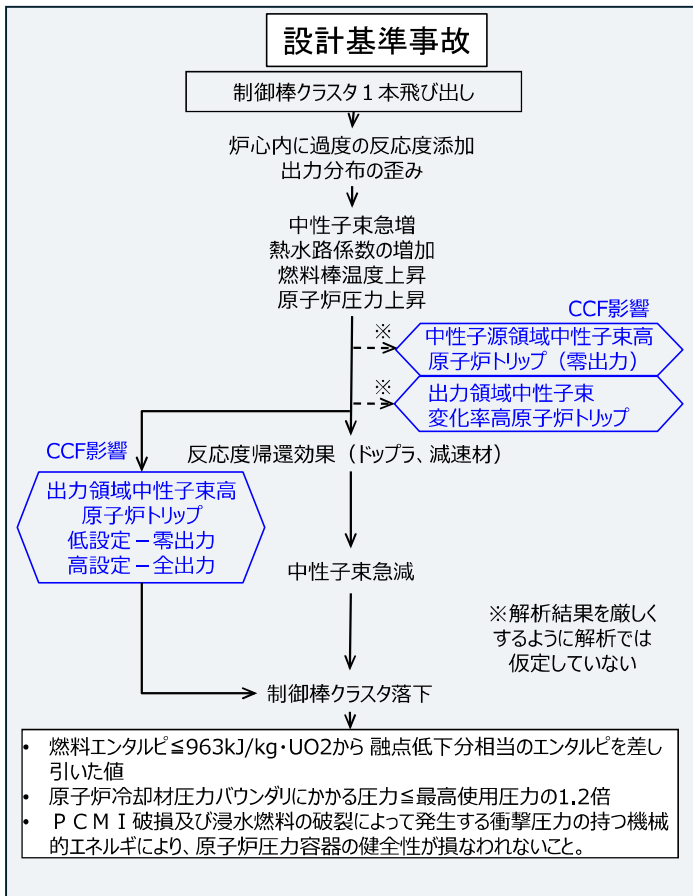 設計基準事故
制御棒クラスタ１本飛び出し
炉心内に過度の反応度添加
出力分布の歪み
中性子束急増
熱水路係数の増加
燃料棒温度上昇
原子炉圧力上昇
CCF影響
※
中性子源領域中性子束高
原子炉トリップ（零出力）
※
出力領域中性子束
変化率高原子炉トリップ
CCF影響
反応度帰還効果（ドップラ、減速材）
出力領域中性子束高
原子炉トリップ
低設定－零出力
高設定－全出力
中性子束急減
※解析結果を厳しく
するように解析では
仮定していない
制御棒クラスタ落下
• 燃料エンタルピ≦963kJ/kg・UO2から 融点低下分相当のエンタルピを差し
引いた値
• 原子炉冷却材圧力バウンダリにかかる圧力≦最高使用圧力の1.2倍
• ＰＣＭＩ破損及び浸水燃料の破裂によって発生する衝撃圧力の持つ機械
的エネルギにより、原子炉圧力容器の健全性が損なわれないこと。